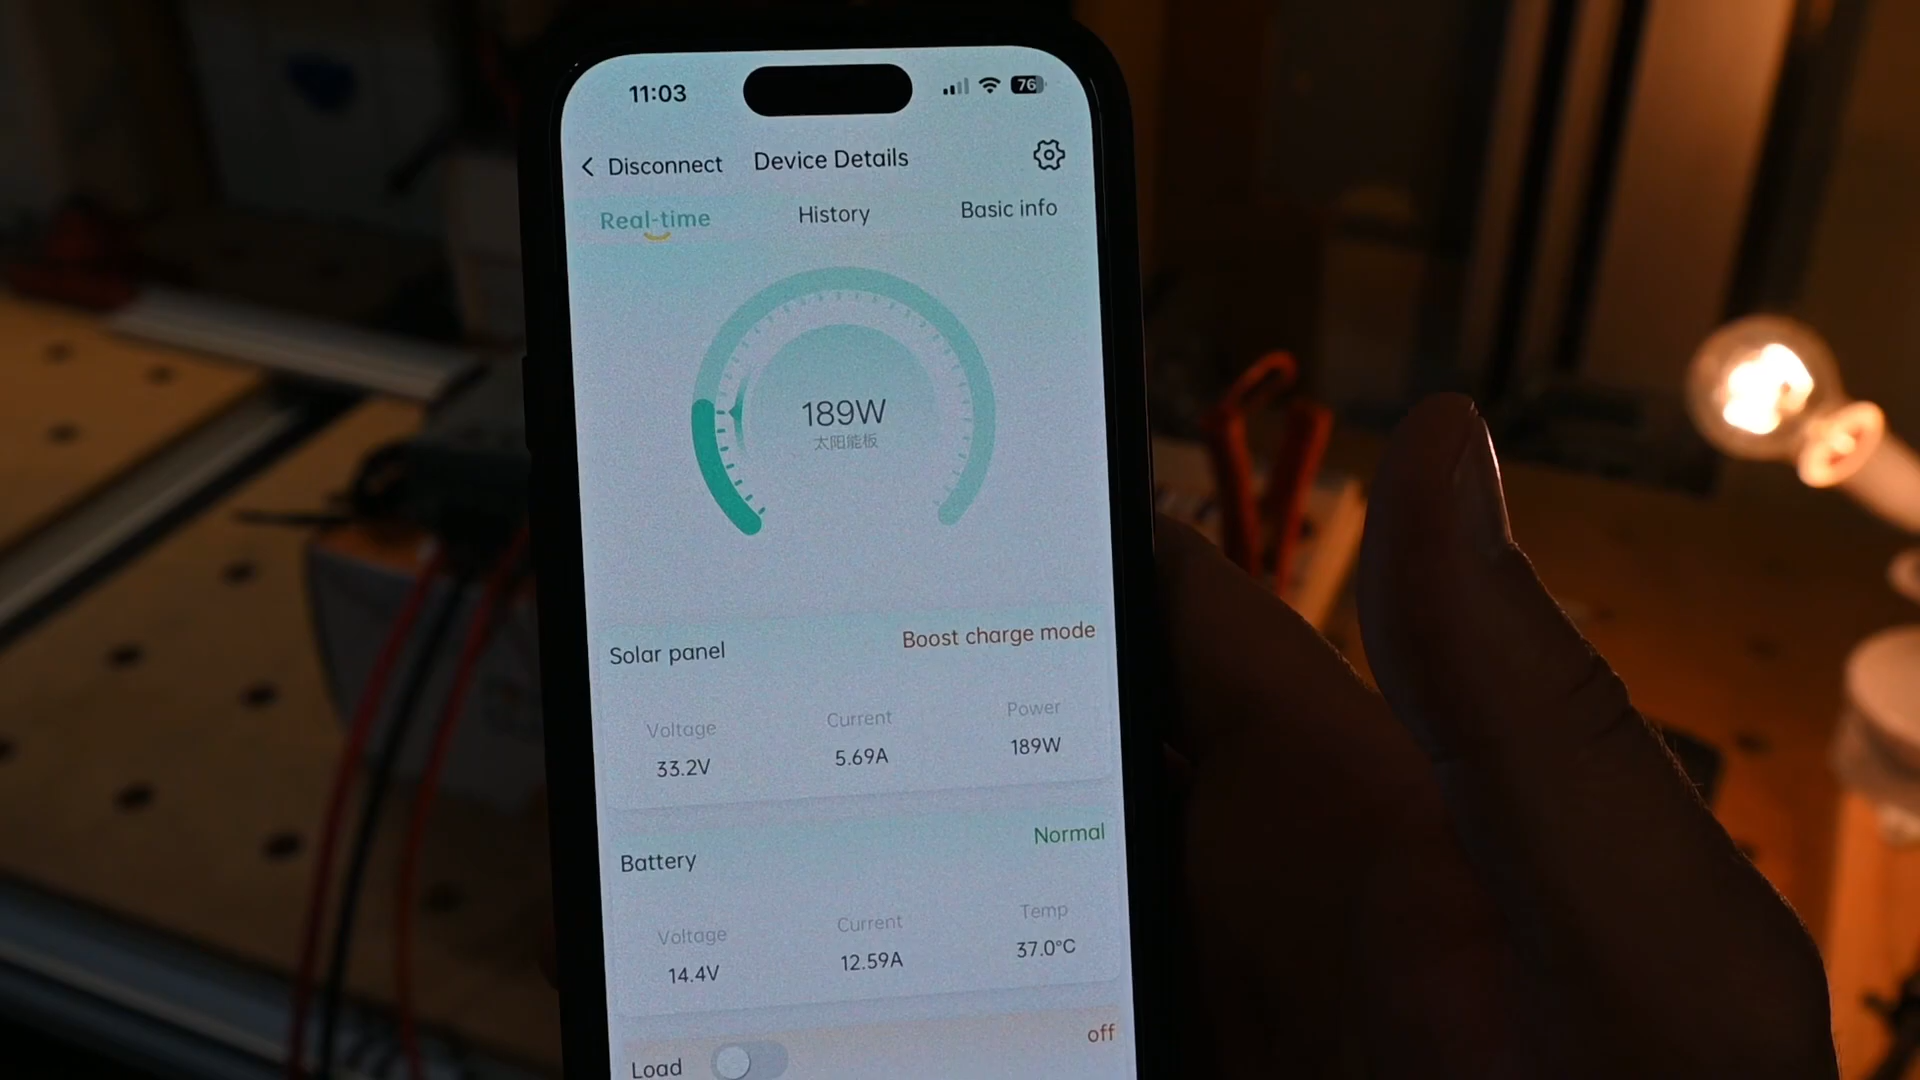 11:03
76
Disconnect Device Details
Real-time History Basic info
189W
太阳能板
Solar panel Boost charge mode
Voltage Current Power
33.2V 5.69A 189W
Battery Normal
Voltage Current Temp
14.4V 12.59A 37.0°C
Load off